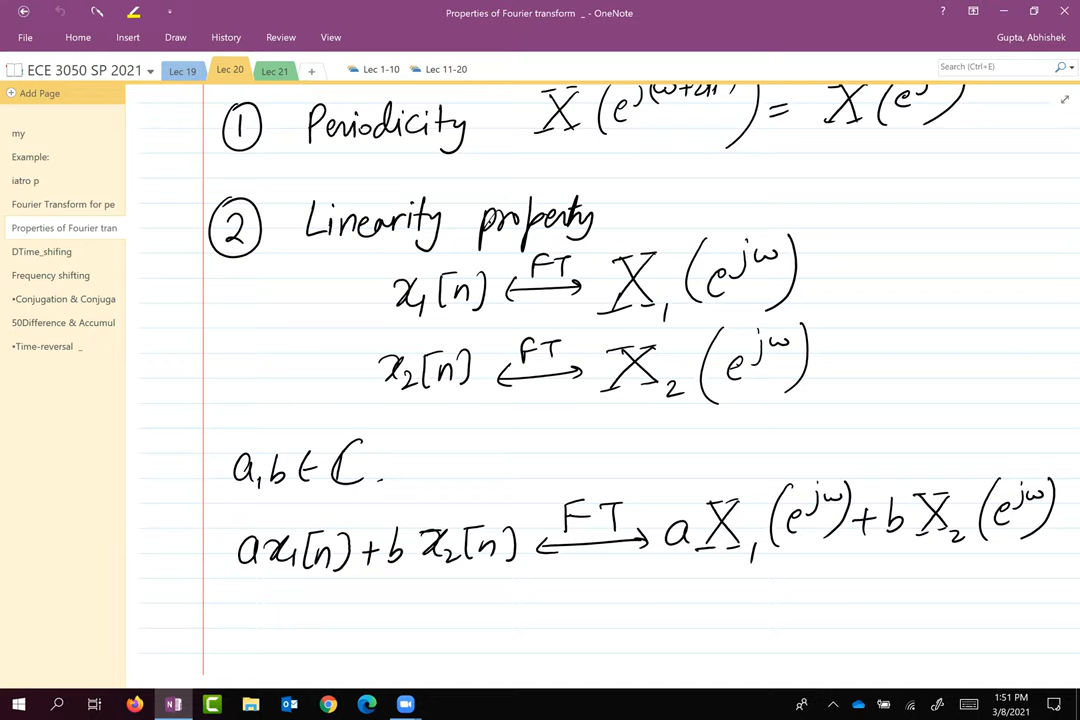 Properties of Fourier transform _ - OneNote
File Home Insert Draw History Review View
Gupta, Abhishek
ECE 3050 SP 2021 Lec 19 Lec 20 Lec 21 + Lec 1-10 Lec 11-20
Search (Ctrl+E)
Add Page
my
Example:
iatro p
Fourier Transform for pe
Properties of Fourier tran
DTime_shifing
Frequency shifting
•Conjugation & Conjuga
50Difference & Accumul
•Time-reversal _
① Periodicity X(e^{j(ω+2π)}) = X(e^{j
② Linearity property
x₁[n] ⟷FT X₁(e^{jω})
x₂[n] ⟷FT X₂(e^{jω})
a,b ∈ ℂ.
ax₁[n]+b x₂[n] ⟷FT aX₁(e^{jω})+bX₂(e^{jω})
1:51 PM
3/8/2021